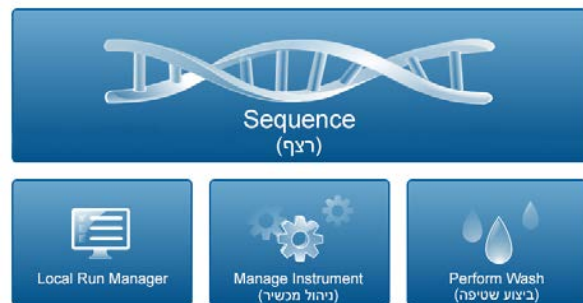 Sequence
(רצף)
Local Run Manager
Manage Instrument
(ניהול מכשיר)
Perform Wash
(ביצוע שטיפה)